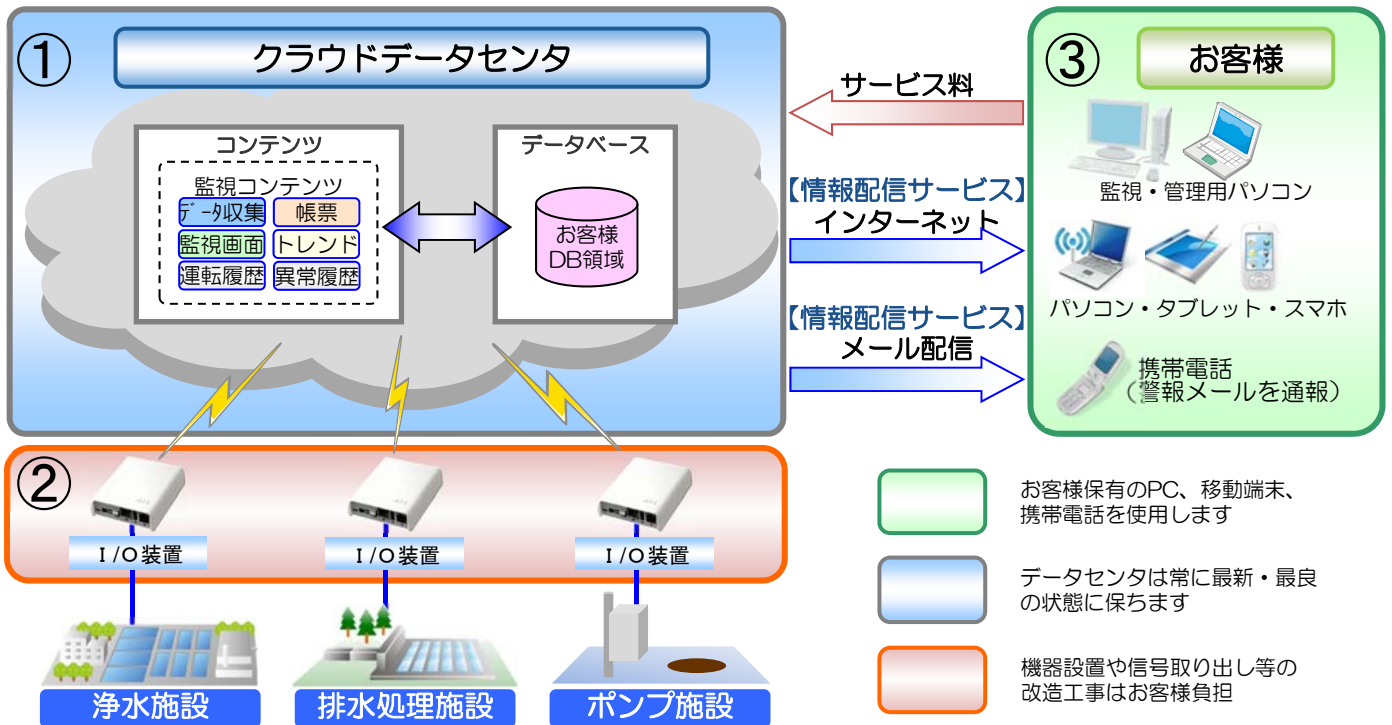 ①
クラウドデータセンタ
コンテンツ
監視コンテンツ
ﾃﾞｰﾀ収集
帳票
監視画面
トレンド
運転履歴
異常履歴
データベース
お客様
DB領域
サービス料
【情報配信サービス】
インターネット
【情報配信サービス】
メール配信
③
お客様
監視・管理用パソコン
パソコン・タブレット・スマホ
携帯電話
（警報メールを通報）
②
I/O装置
I/O装置
I/O装置
浄水施設
排水処理施設
ポンプ施設
お客様保有のPC、移動端末、
携帯電話を使用します
データセンタは常に最新・最良
の状態に保ちます
機器設置や信号取り出し等の
改造工事はお客様負担